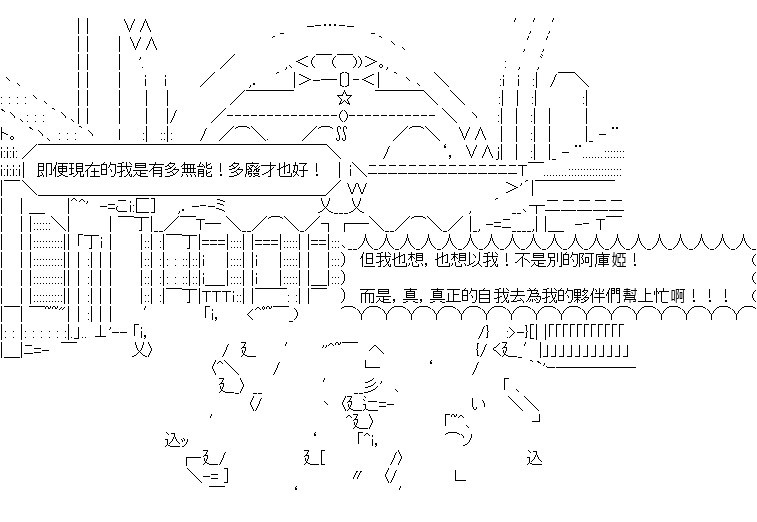 即便現在的我是有多無能！多廢才也好！
但我也想，也想以我！不是別的阿庫婭！
而是，真，真正的自我去為我的夥伴們幫上忙啊！！！